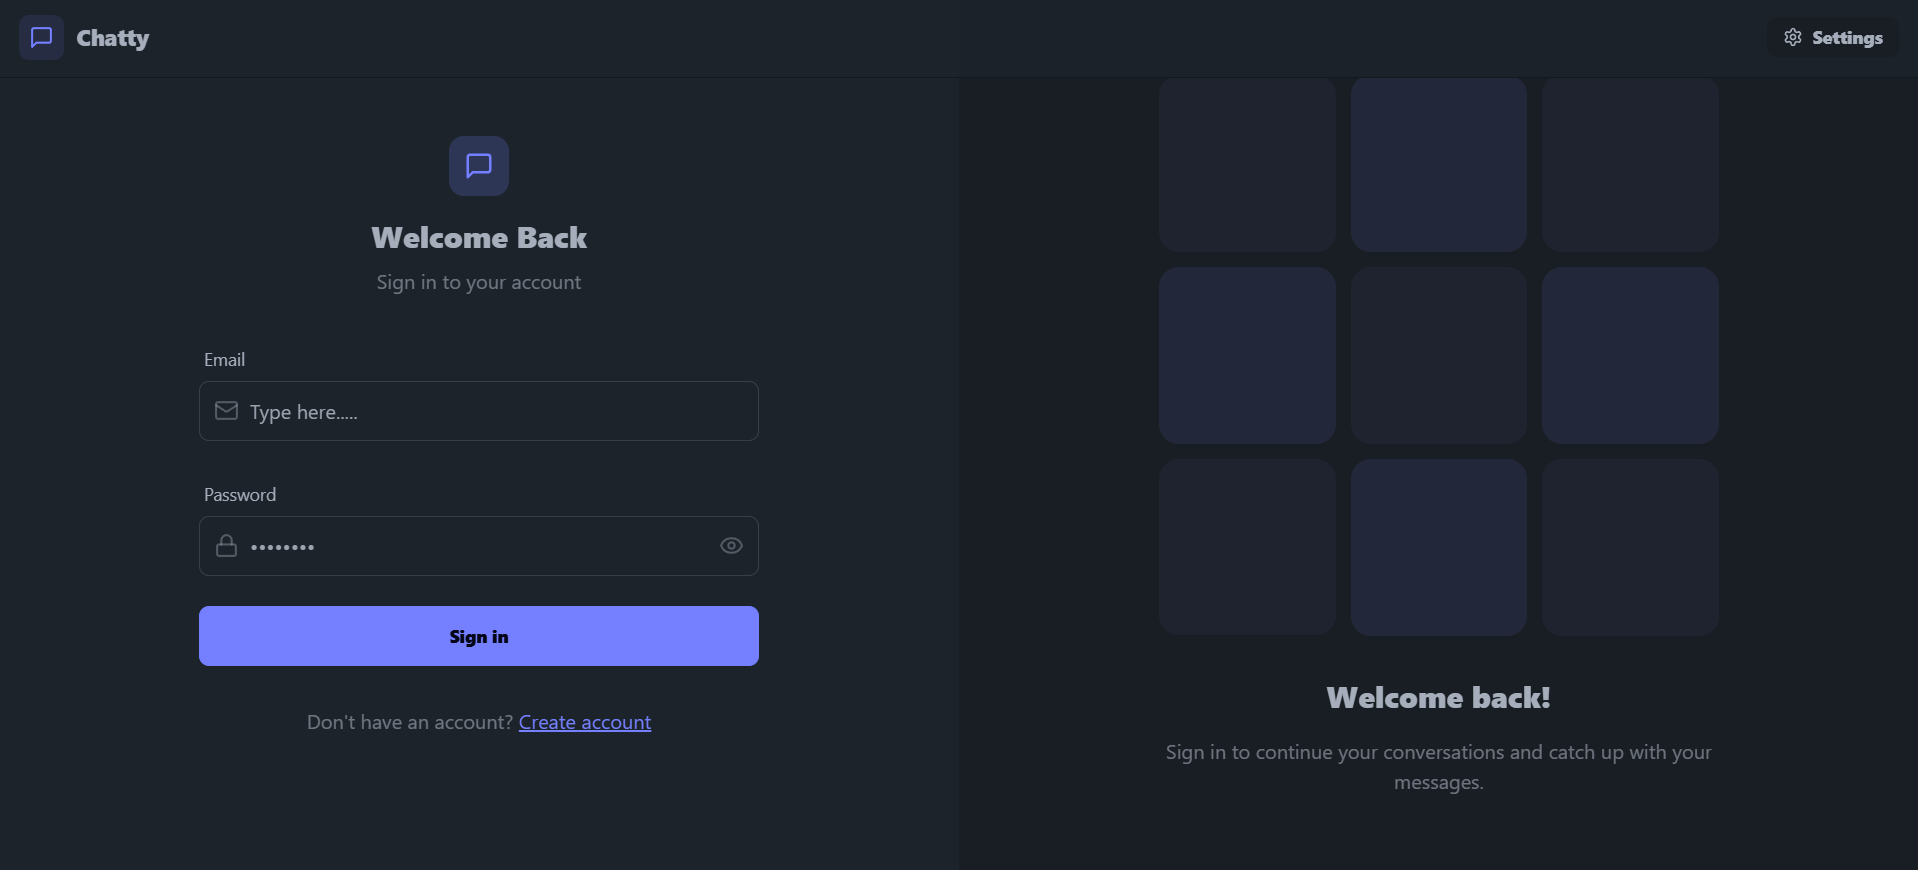 Chatty
Settings
Welcome Back
Sign in to your account
Email
Type here.....
Password
••••••••
Sign in
Don't have an account? Create account
Welcome back!
Sign in to continue your conversations and catch up with your
messages.